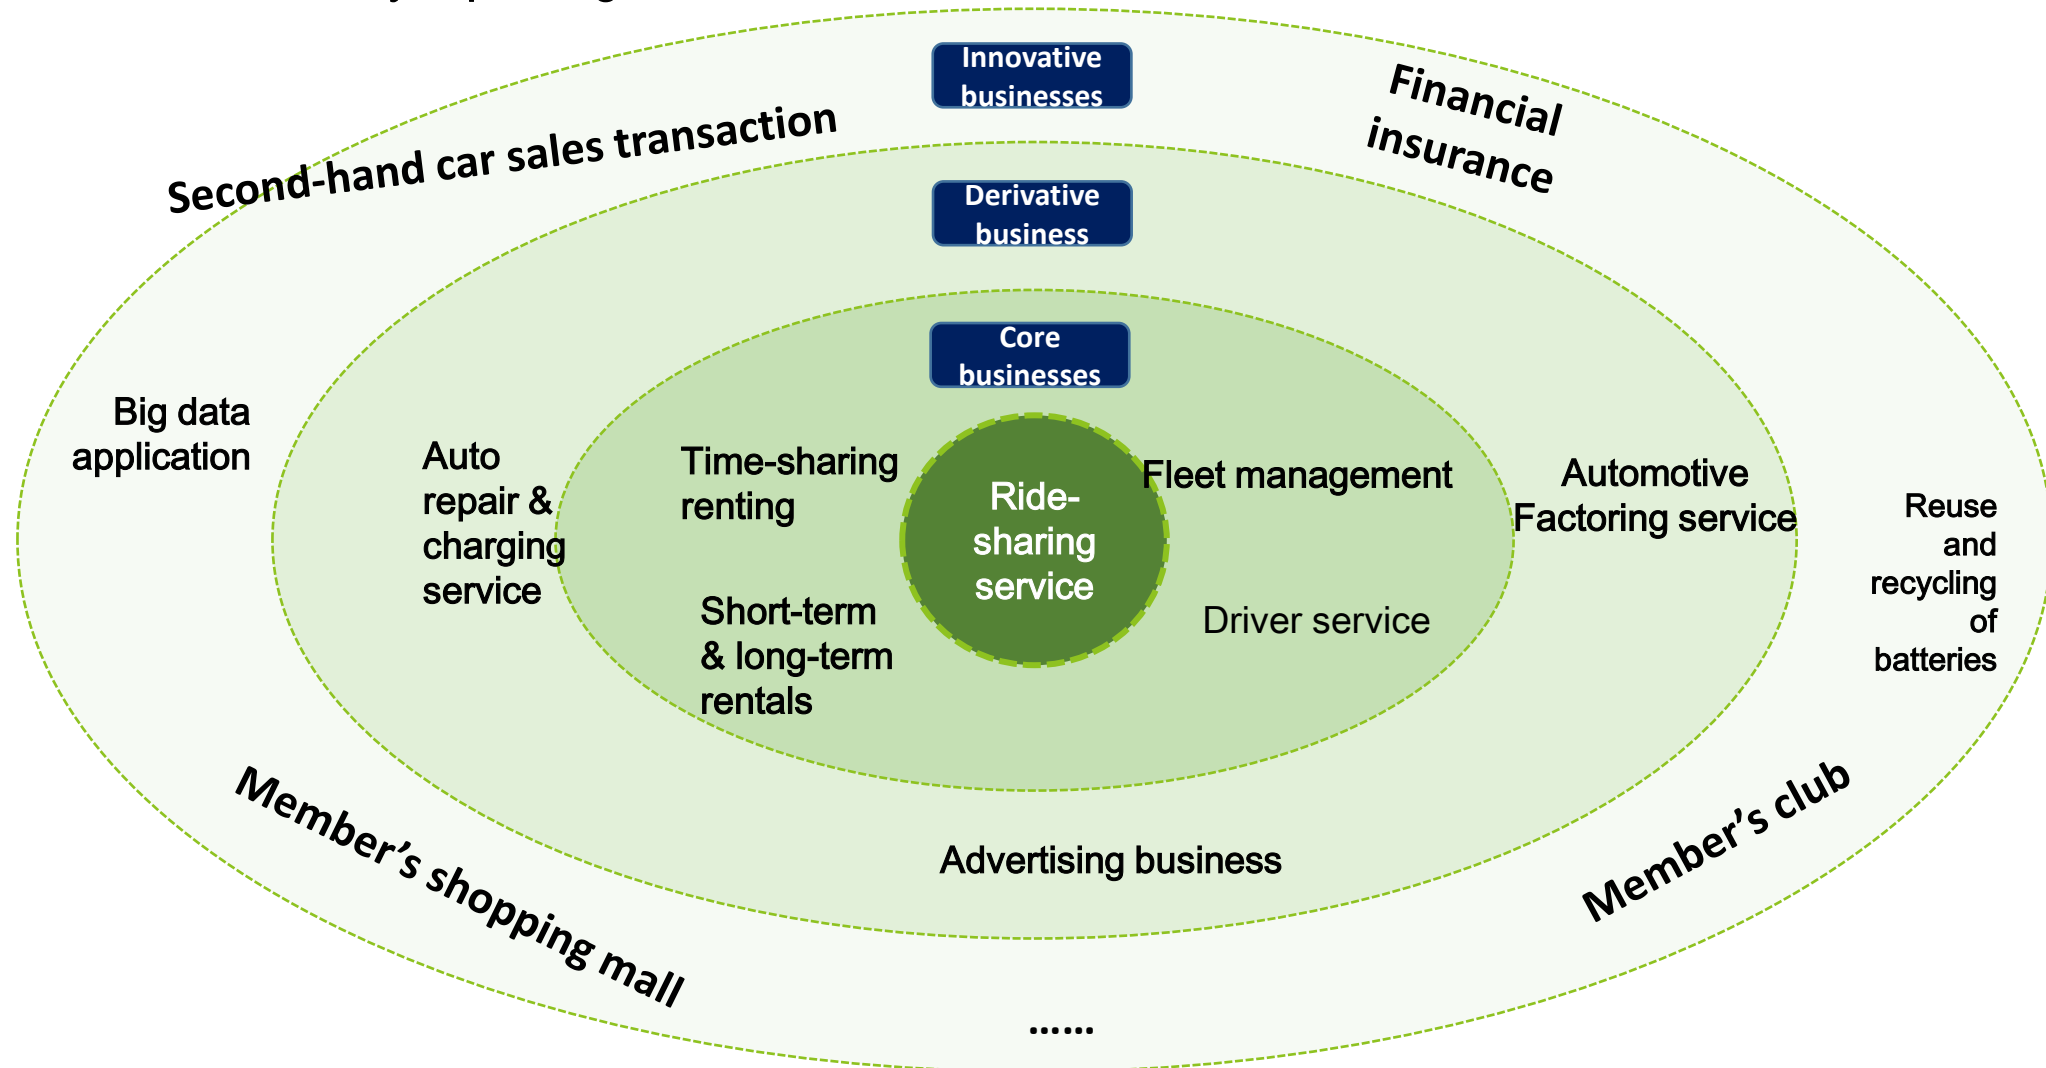 Innovative
businesses
Financial
insurance
Second-hand car sales transaction
Derivative
business
Core
businesses
Big data
application
Auto
repair &
charging
service
Time-sharing
renting
Short-term
& long-term
rentals
Ride-
sharing
service
Fleet management
Driver service
Automotive
Factoring service
Reuse
and
recycling
of
batteries
Advertising business
Member’s shopping mall
Member’s club
......